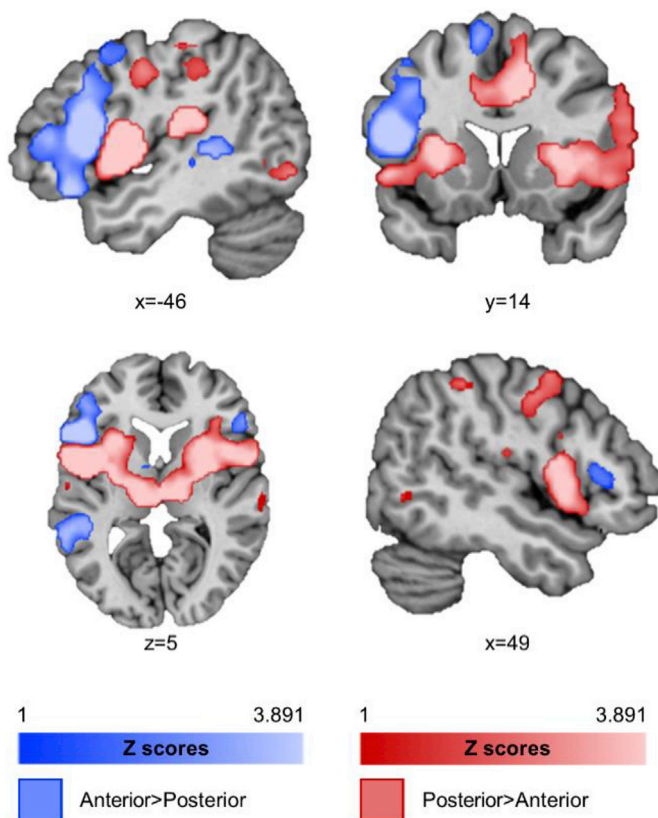 x=-46
y=14
z=5
x=49
1 3.891
Z scores
Anterior>Posterior
1 3.891
Z scores
Posterior>Anterior